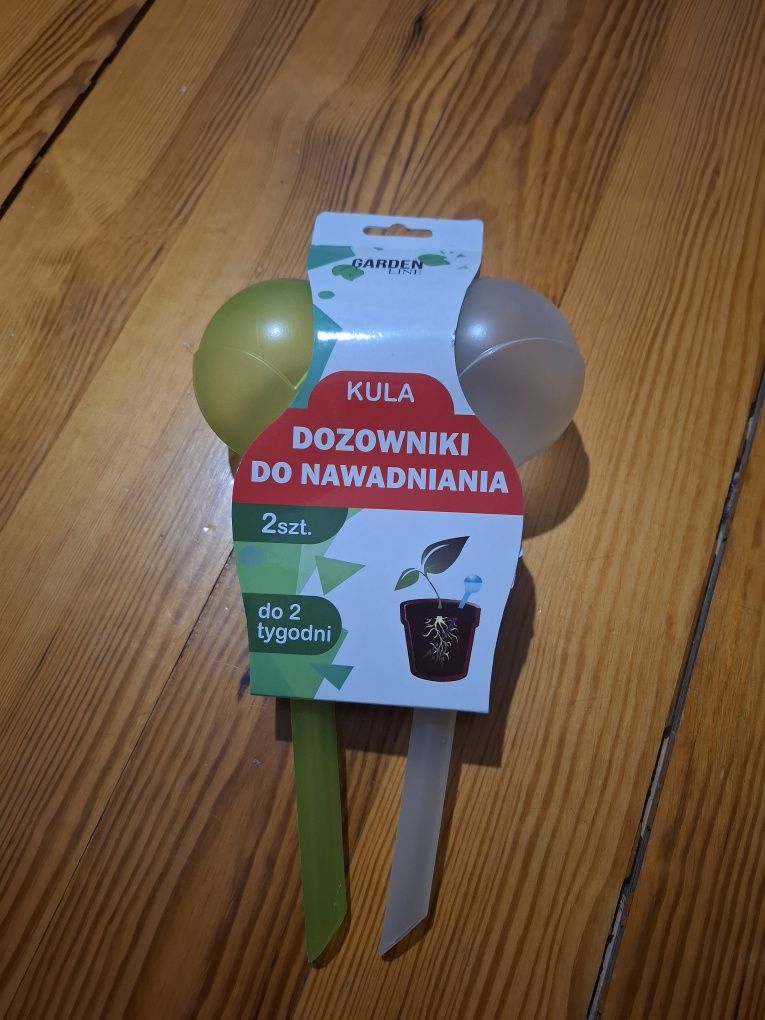 GARDEN
LINE
KULA
DOZOWNIKI
DO NAWADNIANIA
2szt.
do 2
tygodni